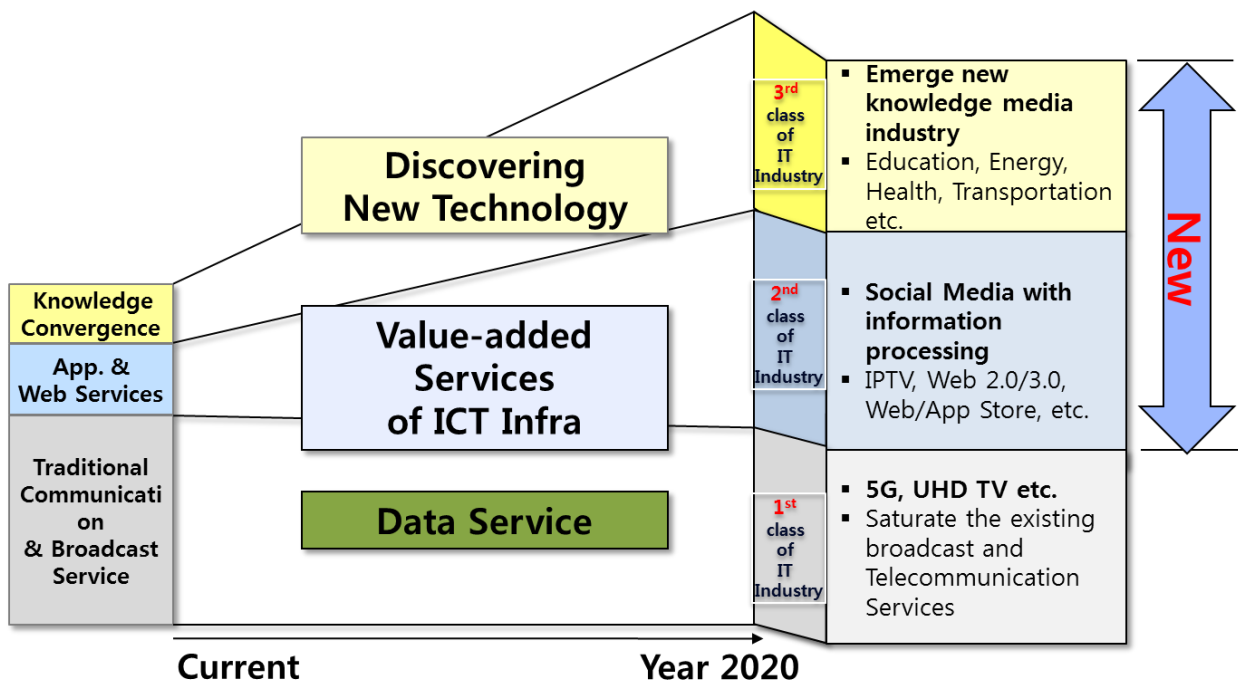 Knowledge
Convergence
App. &
Web Services
Traditional
Communicati
on
& Broadcast
Service
Discovering
New Technology
Value-added
Services
of ICT Infra
Data Service
3rd
class
of
IT
Industry
2nd
class
of
IT
Industry
1st
class
of
IT
Industry
▪ Emerge new
knowledge media
industry
▪ Education, Energy,
Health, Transportation
etc.
▪ Social Media with
information
processing
▪ IPTV, Web 2.0/3.0,
Web/App Store, etc.
▪ 5G, UHD TV etc.
▪ Saturate the existing
broadcast and
Telecommunication
Services
New
Current
Year 2020